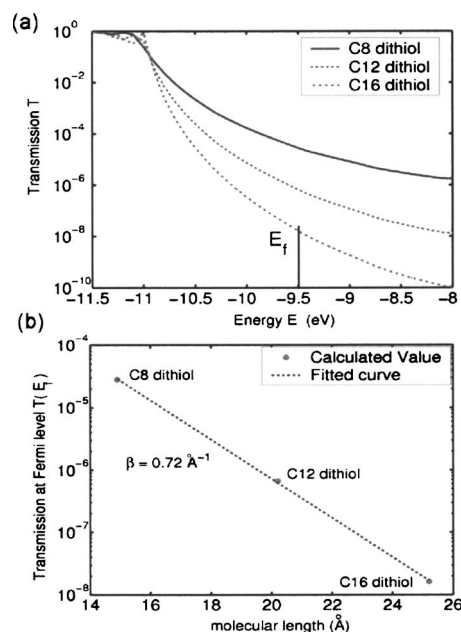 (a)
10^0
10^-2
10^-4
10^-6
10^-8
10^-10
Transmission T
C8 dithiol
C12 dithiol
C16 dithiol
E_f
-11.5 -11 -10.5 -10 -9.5 -9 -8.5 -8
Energy E (eV)
(b)
10^-4
10^-5
10^-6
10^-7
10^-8
Transmission at Fermi level T(E_f)
Calculated Value
Fitted curve
C8 dithiol
β = 0.72 Å^-1
C12 dithiol
C16 dithiol
14 16 18 20 22 24 26
molecular length (Å)